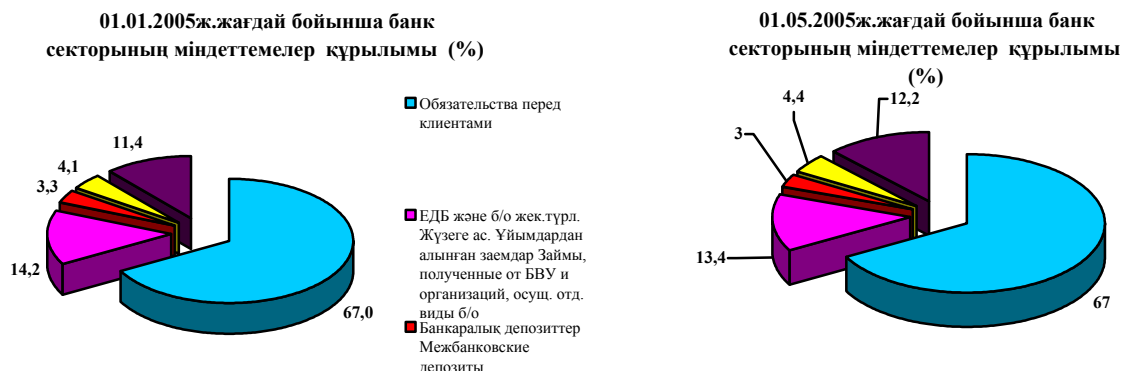 01.01.2005ж.жағдай бойынша банк
секторының міндеттемелер құрылымы (%)
11,4
4,1
3,3
14,2
67,0
Обязательства перед
клиентами
ЕДБ және б/о жек.түрл.
Жүзеге ас. Ұйымдардан
алынған заемдар Займы,
полученные от БВУ и
организаций, осущ. отд.
виды б/о
Банкаралық депозиттер
Межбанковские
депозиты
01.05.2005ж.жағдай бойынша банк
секторының міндеттемелер құрылымы
(%)
12,2
4,4
3
13,4
67